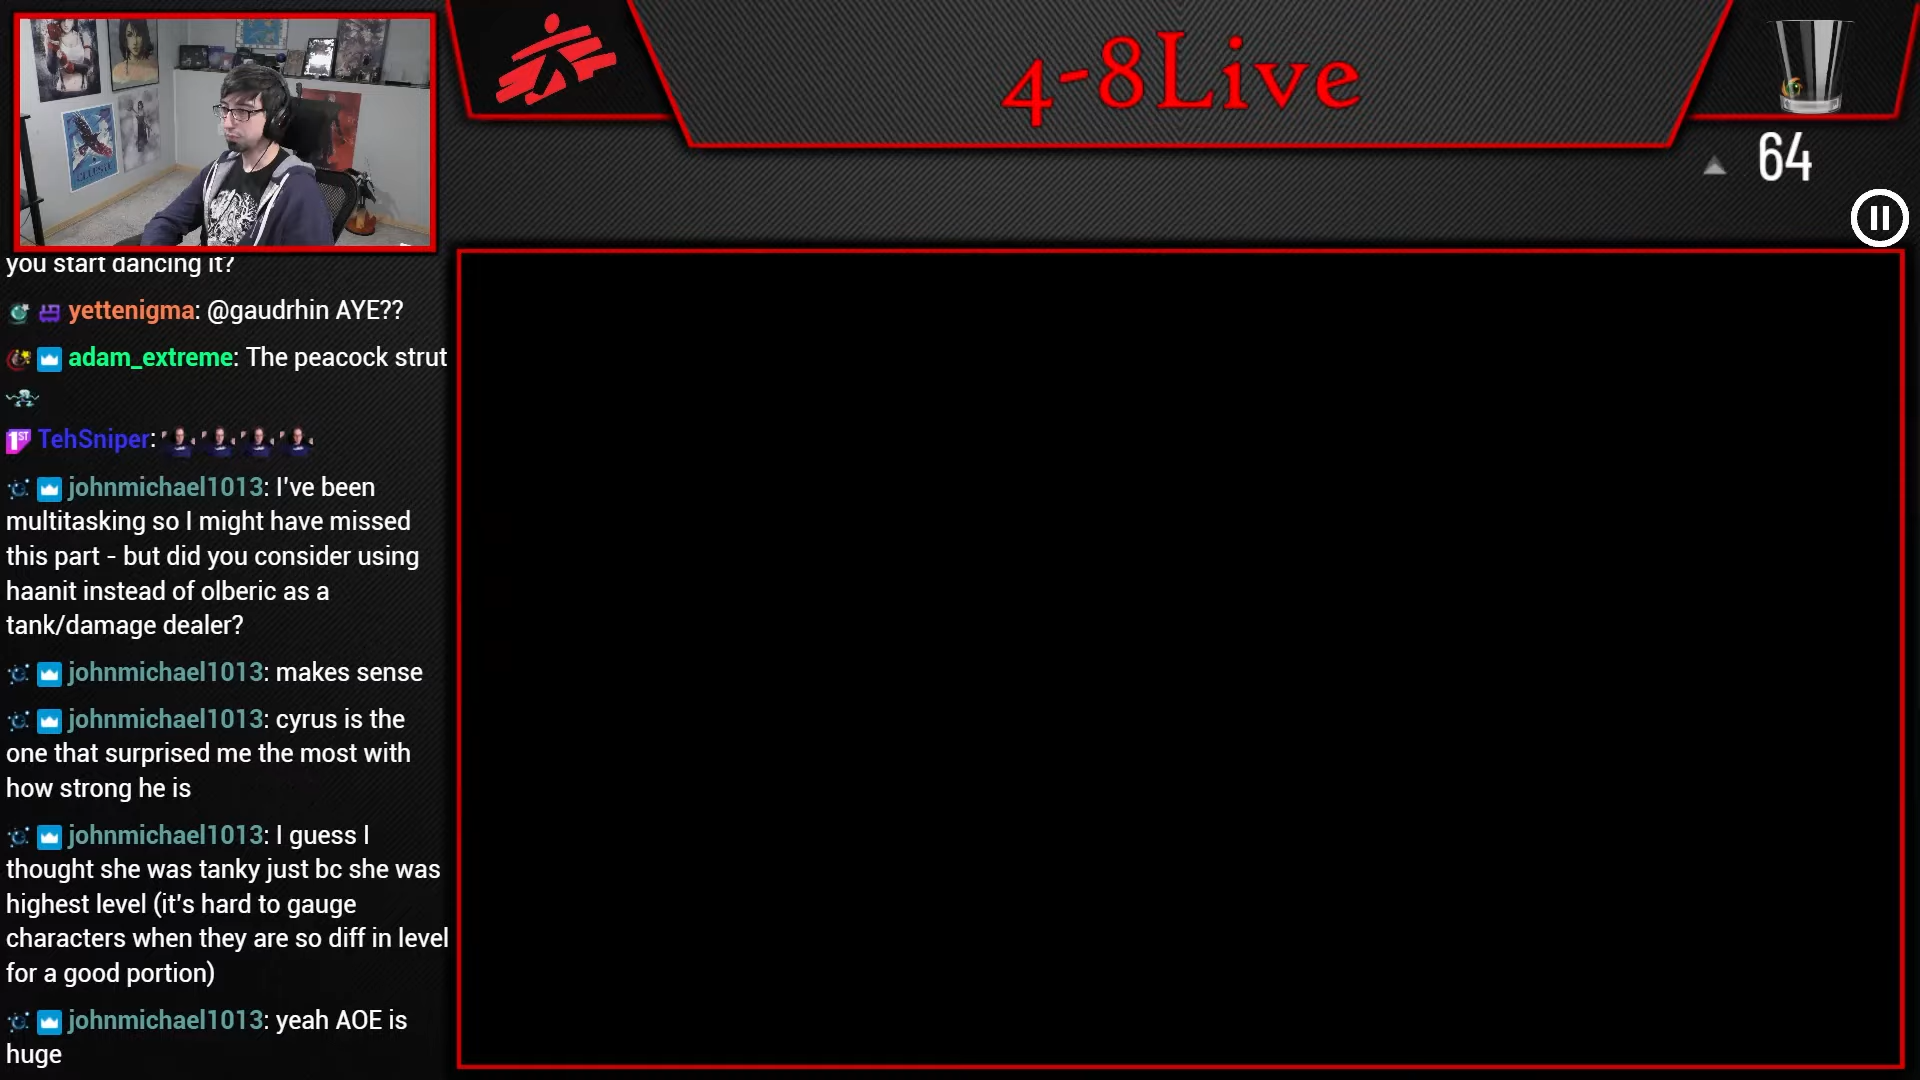 4-8Live
64
you start dancing it?
yettenigma: @gaudrhin AYE??
adam_extreme: The peacock strut
1ST TehSniper:
johnmichael1013: I've been
multitasking so I might have missed
this part - but did you consider using
haanit instead of olberic as a
tank/damage dealer?
johnmichael1013: makes sense
johnmichael1013: cyrus is the
one that surprised me the most with
how strong he is
johnmichael1013: I guess I
thought she was tanky just bc she was
highest level (it's hard to gauge
characters when they are so diff in level
for a good portion)
johnmichael1013: yeah AOE is
huge